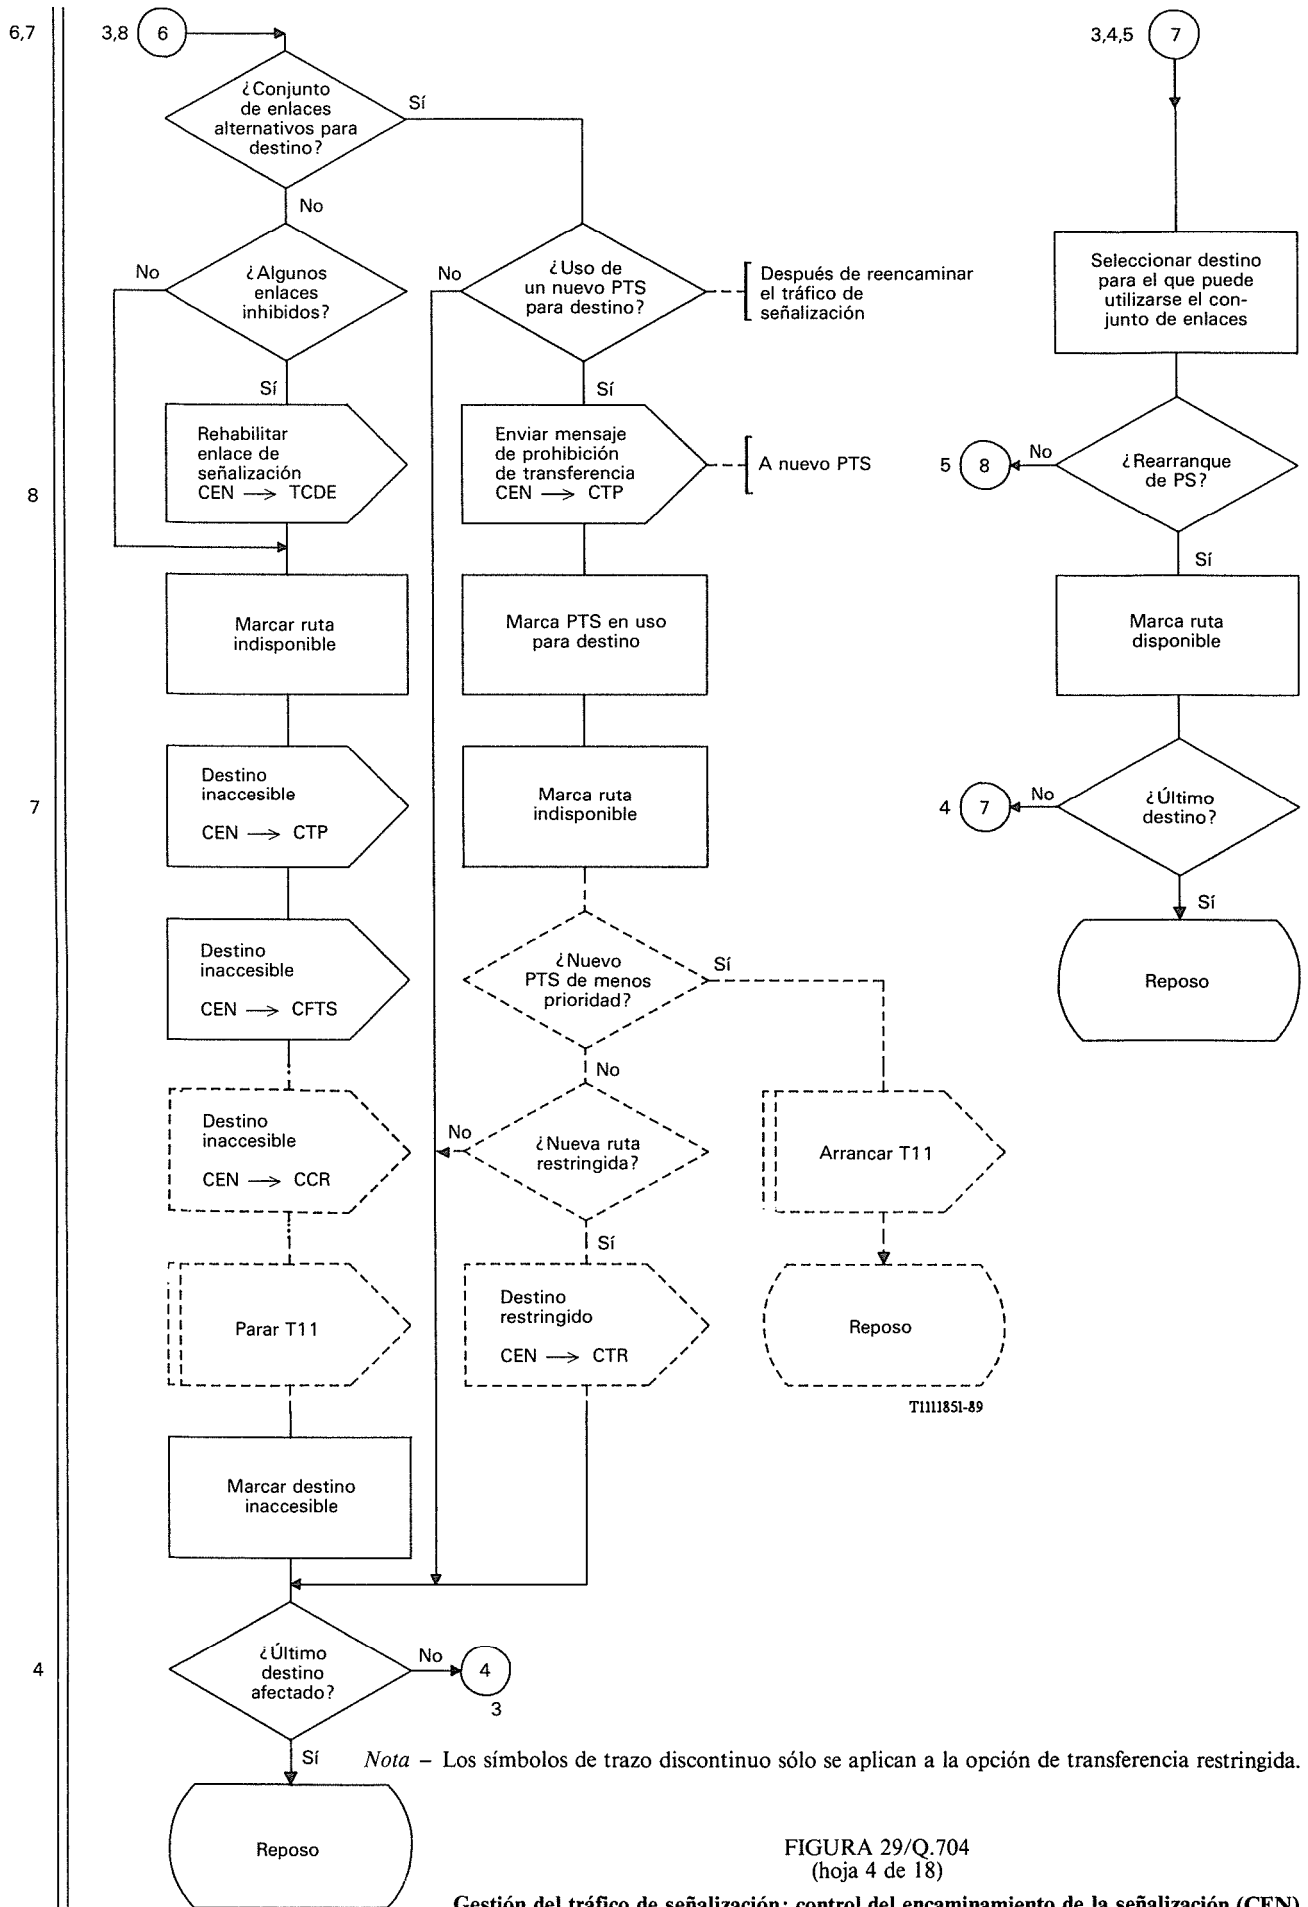 6,7
3,8
6
¿Conjunto
de enlaces
alternativos para
destino?
Sí
No
¿Algunos
enlaces
inhibidos?
No
Sí
Rehabilitar
enlace de
señalización
CEN → TCDE
8
Marcar ruta
indisponible
Destino
inaccesible
CEN → CTP
7
Destino
inaccesible
CEN → CFTS
Destino
inaccesible
CEN → CCR
Parar T11
Marcar destino
inaccesible
¿Último
destino
afectado?
No
4
3
4
Sí
Reposo
¿Uso de
un nuevo PTS
para destino?
No
Después de reencaminar
el tráfico de
señalización
Sí
Enviar mensaje
de prohibición
de transferencia
CEN → CTP
A nuevo PTS
Marca PTS en uso
para destino
Marca ruta
indisponible
¿Nuevo
PTS de menos
prioridad?
Sí
No
¿Nueva ruta
restringida?
No
Sí
Destino
restringido
CEN → CTR
Arrancar T11
Reposo
T1111851-89
3,4,5
7
Seleccionar destino
para el que puede
utilizarse el con-
junto de enlaces
¿Rearranque
de PS?
No
8
5
Sí
Marca ruta
disponible
¿Último
destino?
No
7
4
Sí
Reposo
Nota – Los símbolos de trazo discontinuo sólo se aplican a la opción de transferencia restringida.
FIGURA 29/Q.704
(hoja 4 de 18)
Gestión del tráfico de señalización: control del encaminamiento de la señalización (CEN)